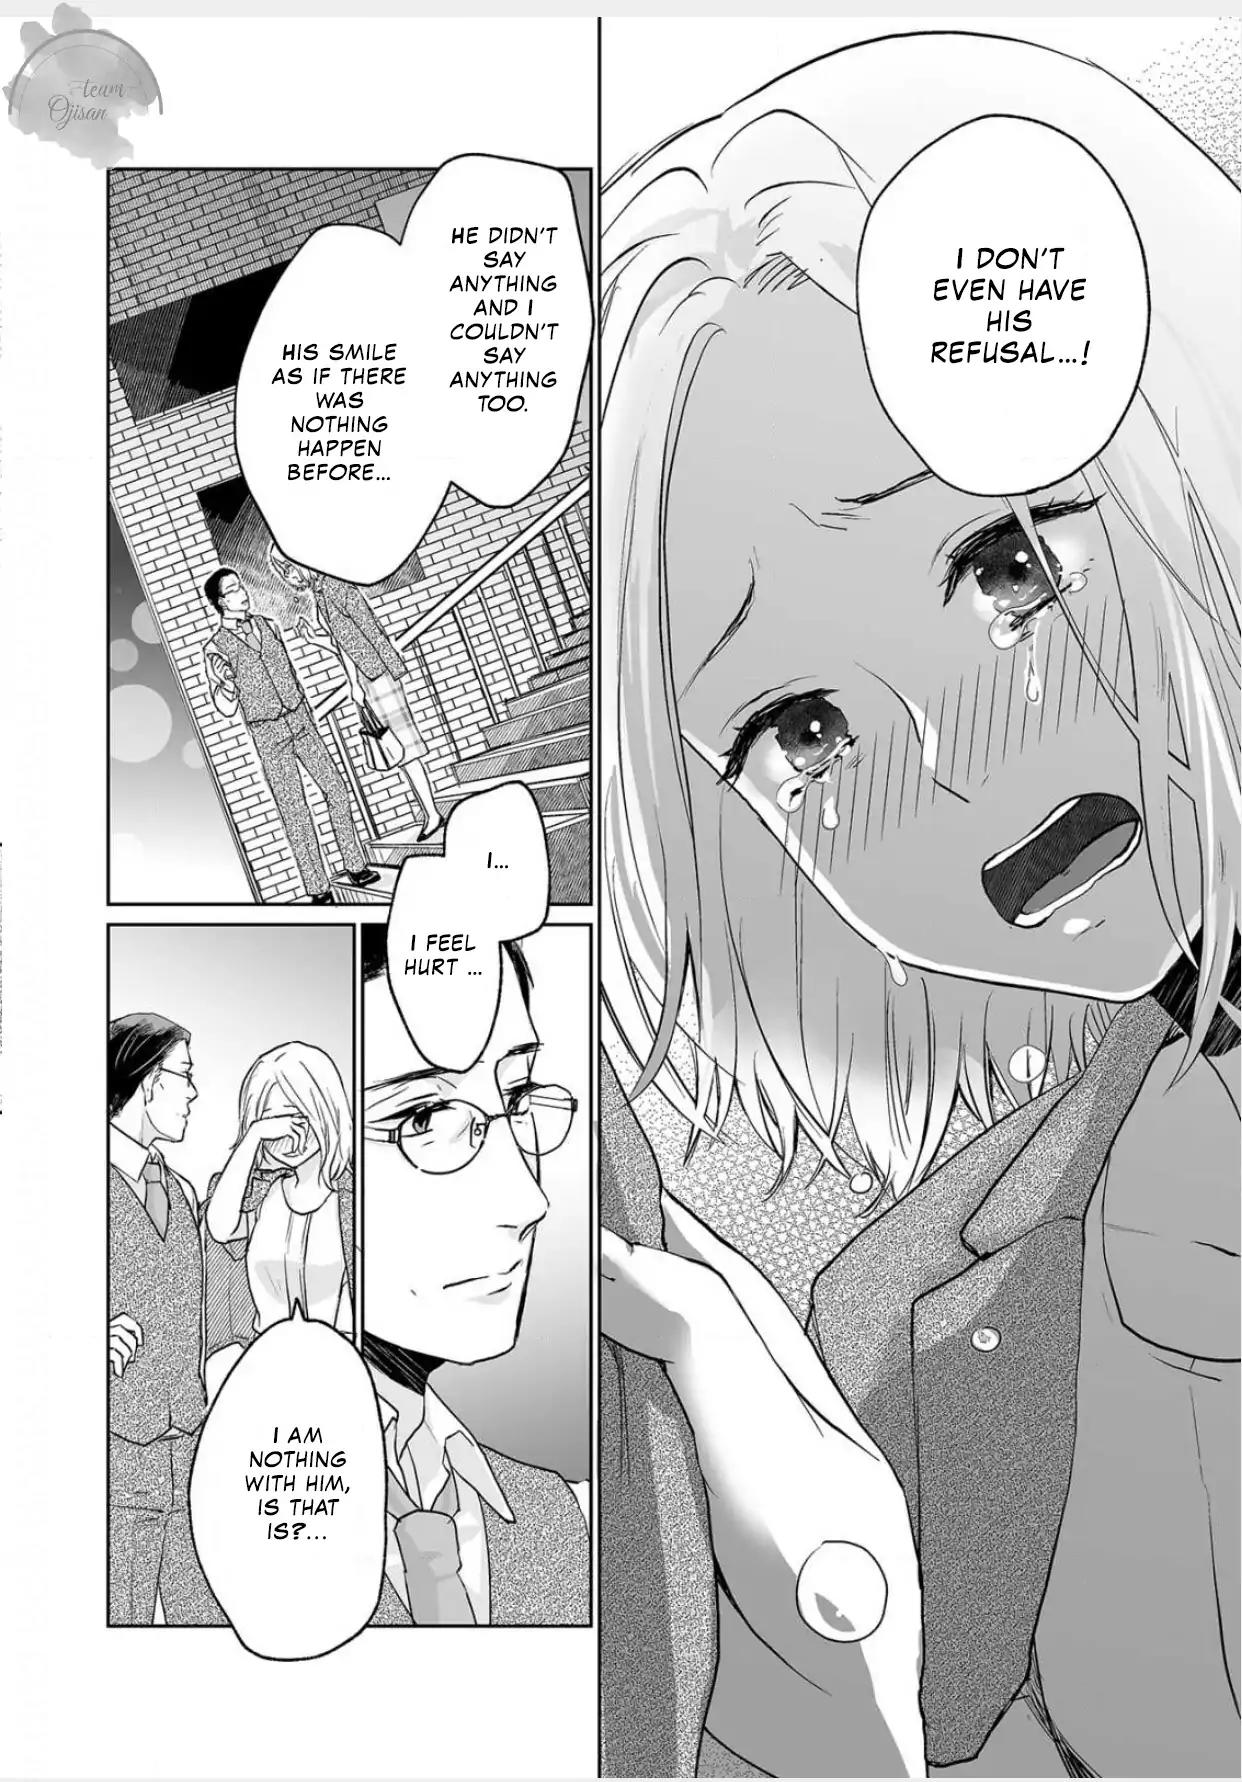 team
Ojisan
I DON'T
EVEN HAVE
HIS
REFUSAL...!
HE DIDN'T
SAY
ANYTHING
AND I
COULDN'T
SAY
ANYTHING
TOO.
HIS SMILE
AS IF THERE
WAS
NOTHING
HAPPEN
BEFORE...
I...
I FEEL
HURT ...
I AM
NOTHING
WITH HIM,
IS THAT
IS?...